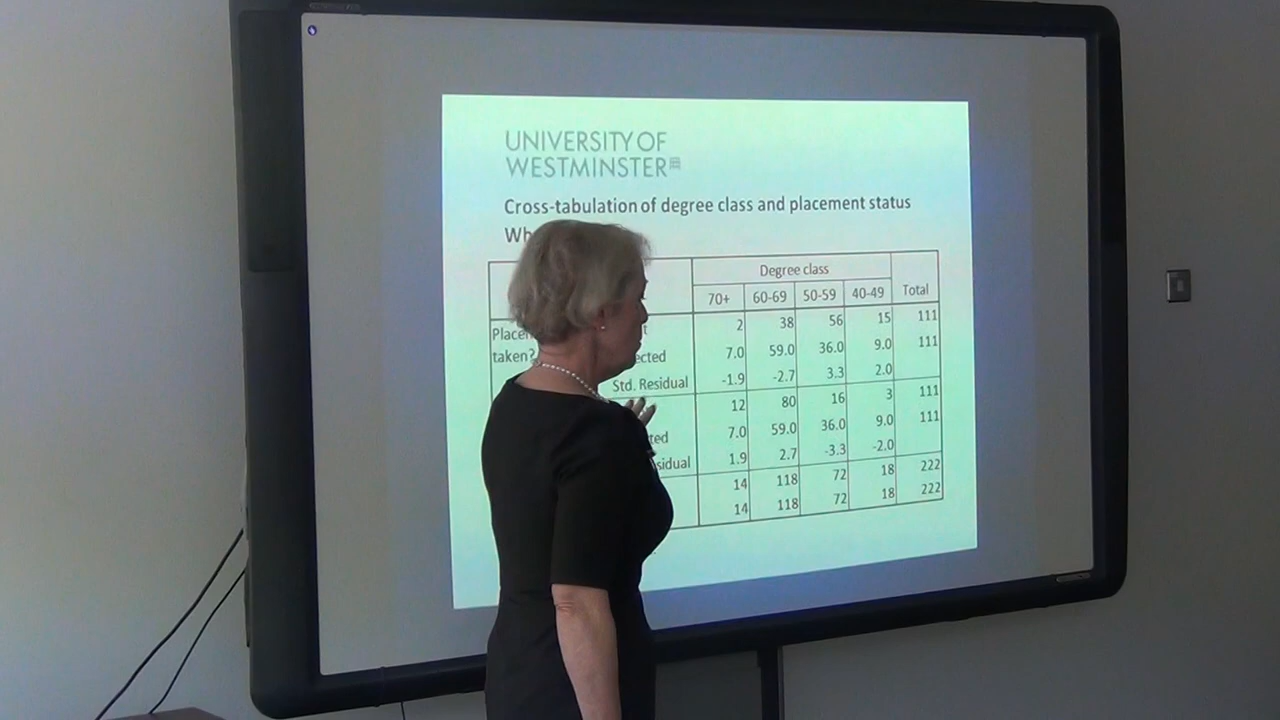 UNIVERSITY OF
WESTMINSTER
Cross-tabulation of degree class and placement status
Degree class
70+ 60-69 50-59 40-49 Total
2 38 56 15 111
taken? 7.0 59.0 36.0 9.0 111
Std. Residual -1.9 -2.7 3.3 2.0
12 80 16 3 111
7.0 59.0 36.0 9.0 111
1.9 2.7 -3.3 -2.0
14 118 72 18 222
14 118 72 18 222